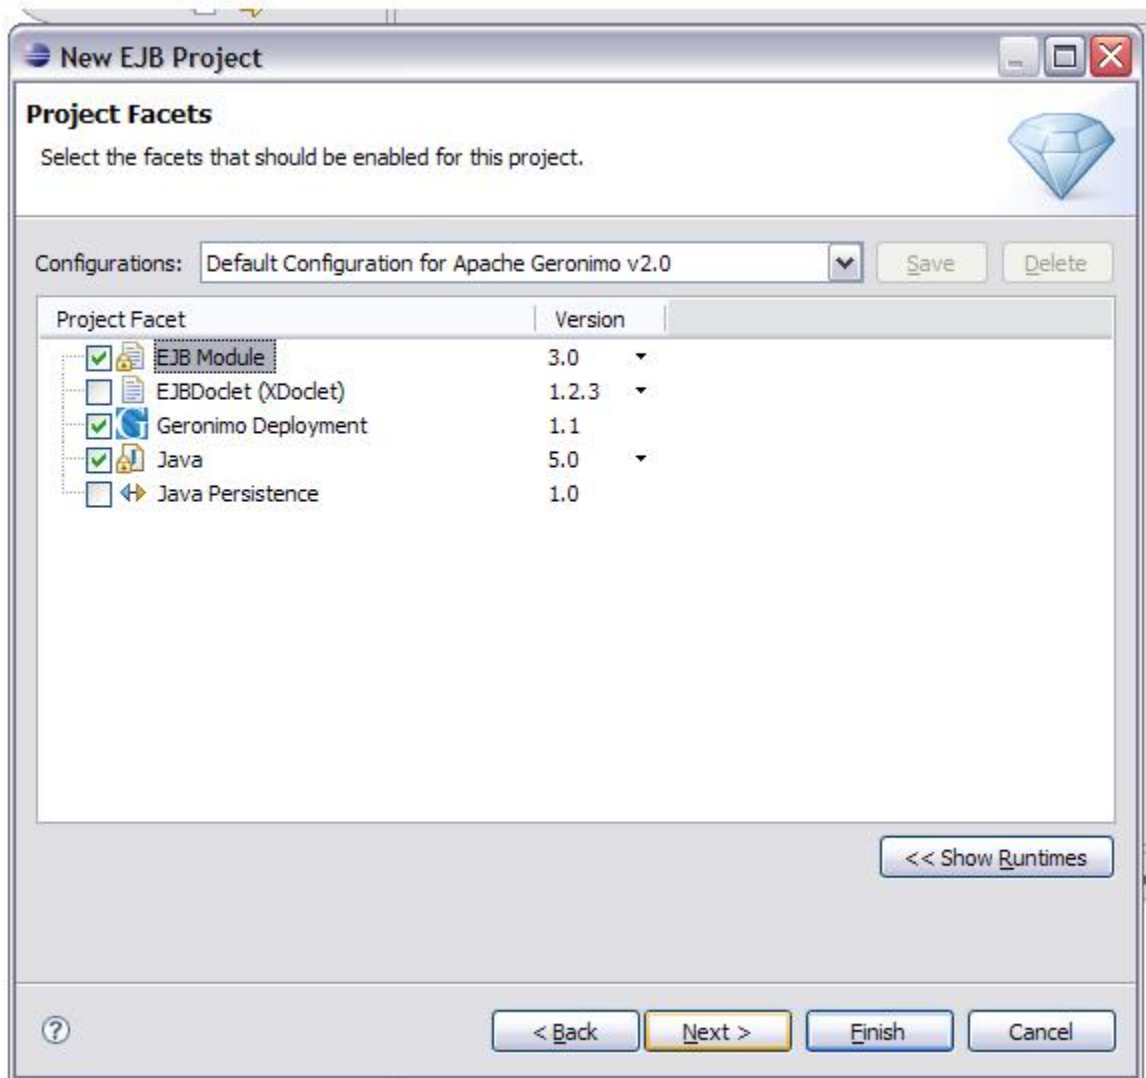 New EJB Project
Project Facets
Select the facets that should be enabled for this project.
Configurations: Default Configuration for Apache Geronimo v2.0 Save Delete
Project Facet Version
EJB Module 3.0
EJBDoclet (XDoclet) 1.2.3
Geronimo Deployment 1.1
Java 5.0
Java Persistence 1.0
<< Show Runtimes
? < Back Next > Finish Cancel